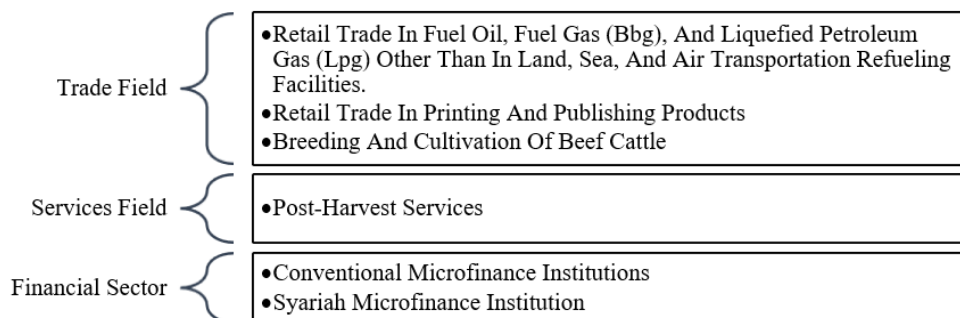 Trade Field
•Retail Trade In Fuel Oil, Fuel Gas (Bbg), And Liquefied Petroleum
Gas (Lpg) Other Than In Land, Sea, And Air Transportation Refueling
Facilities.
•Retail Trade In Printing And Publishing Products
•Breeding And Cultivation Of Beef Cattle
Services Field
•Post-Harvest Services
Financial Sector
•Conventional Microfinance Institutions
•Syariah Microfinance Institution